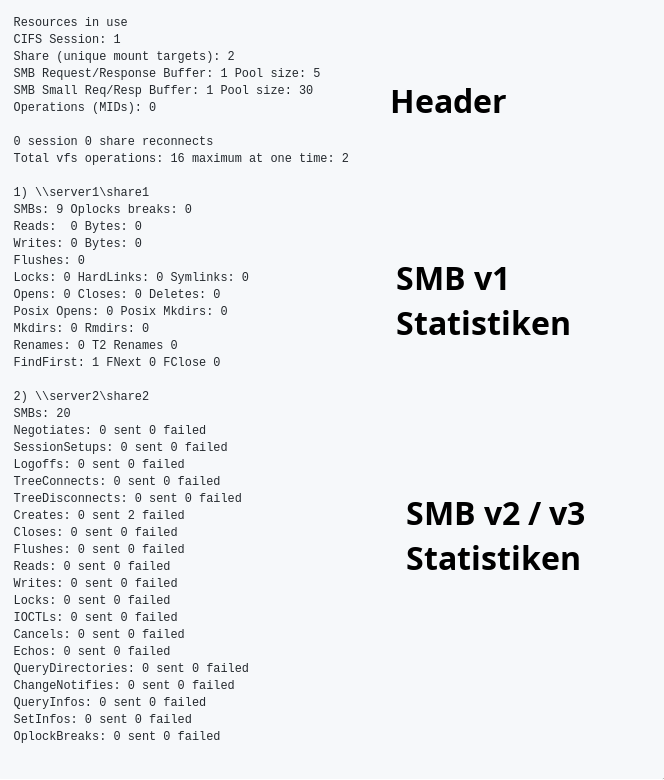 Resources in use
CIFS Session: 1
Share (unique mount targets): 2
SMB Request/Response Buffer: 1 Pool size: 5
SMB Small Req/Resp Buffer: 1 Pool size: 30
Operations (MIDs): 0
Header
0 session 0 share reconnects
Total vfs operations: 16 maximum at one time: 2
1) \\server1\share1
SMBs: 9 Oplocks breaks: 0
Reads:  0 Bytes: 0
Writes: 0 Bytes: 0
Flushes: 0
Locks: 0 HardLinks: 0 Symlinks: 0
Opens: 0 Closes: 0 Deletes: 0
Posix Opens: 0 Posix Mkdirs: 0
Mkdirs: 0 Rmdirs: 0
Renames: 0 T2 Renames 0
FindFirst: 1 FNext 0 FClose 0
SMB v1
Statistiken
2) \\server2\share2
SMBs: 20
Negotiates: 0 sent 0 failed
SessionSetups: 0 sent 0 failed
Logoffs: 0 sent 0 failed
TreeConnects: 0 sent 0 failed
TreeDisconnects: 0 sent 0 failed
Creates: 0 sent 2 failed
Closes: 0 sent 0 failed
Flushes: 0 sent 0 failed
Reads: 0 sent 0 failed
Writes: 0 sent 0 failed
Locks: 0 sent 0 failed
IOCTLs: 0 sent 0 failed
Cancels: 0 sent 0 failed
Echos: 0 sent 0 failed
QueryDirectories: 0 sent 0 failed
ChangeNotifies: 0 sent 0 failed
QueryInfos: 0 sent 0 failed
SetInfos: 0 sent 0 failed
OplockBreaks: 0 sent 0 failed
SMB v2 / v3
Statistiken